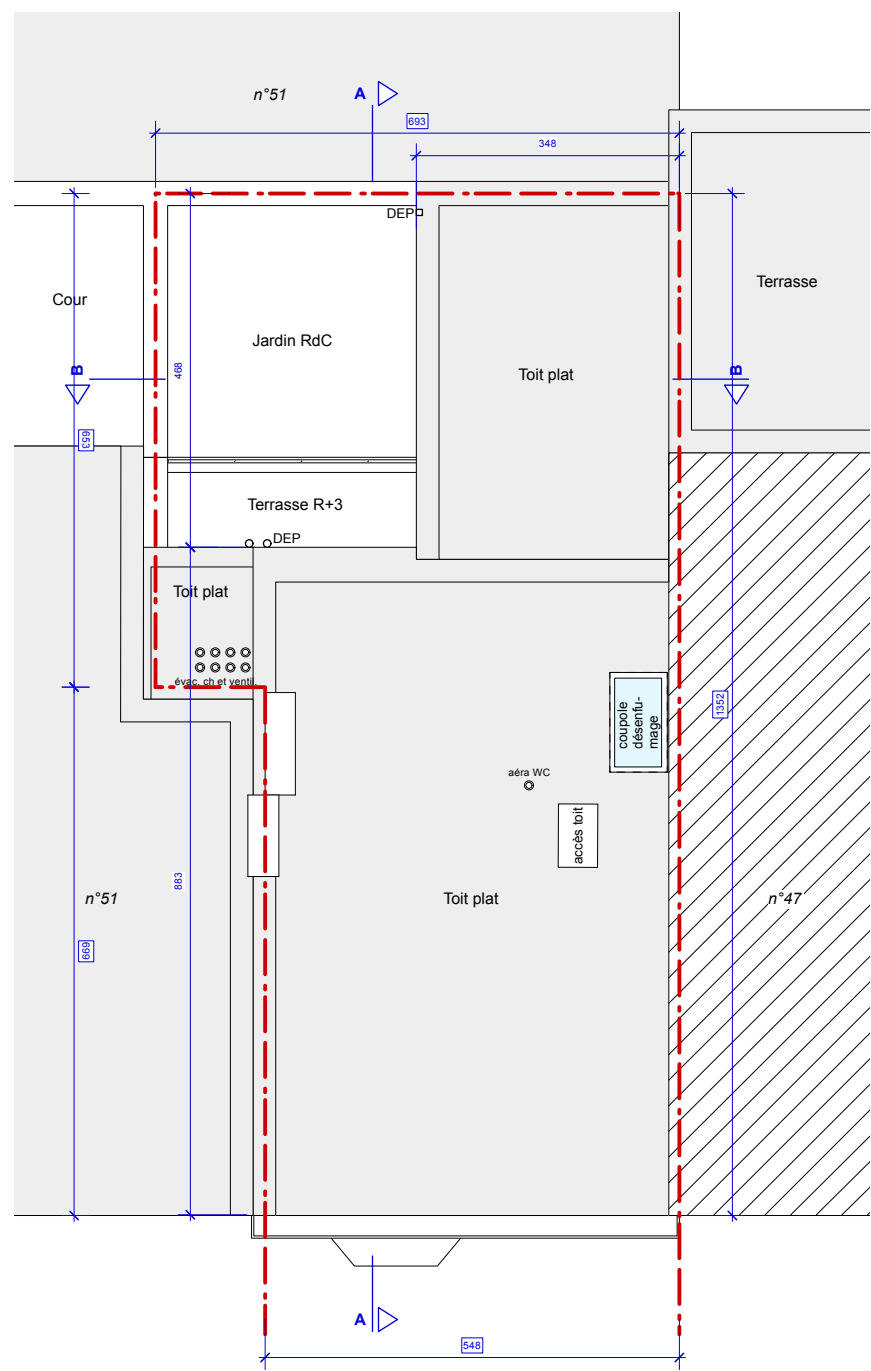 n°51
A
693
348
DEP
Cour
Terrasse
Jardin RdC
B
B
468
Toit plat
653
Terrasse R+3
DEP
Toit plat
évac. ch et ventil.
coupole
désenfu-
mage
1352
aéra WC
accès toit
883
n°51
Toit plat
n°47
669
A
548